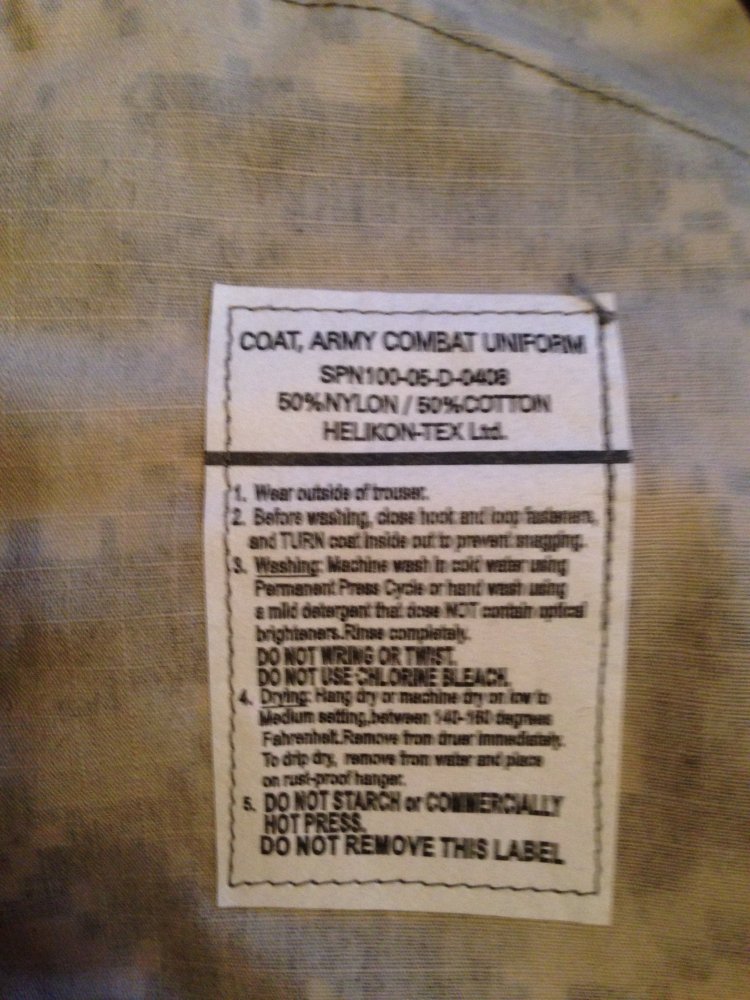 COAT, ARMY COMBAT UNIFORM
SPN100-05-D-0408
50%NYLON / 50%COTTON
HELIKON-TEX Ltd.
1. Wear outside of trouser.
2. Before washing, close hook and loop fasteners,
and TURN coat inside out to prevent snagging.
3. Washing: Machine wash in cold water using
Permanent Press Cycle or hand wash using
a mild detergent that dose NOT contain optical
brighteners.Rinse completely.
DO NOT WRING OR TWIST.
DO NOT USE CHLORINE BLEACH.
4. Drying: Hang dry or machine dry on low to
Medium setting,between 140-160 degrees
Fahrenheit.Remove from druer immediately.
To drip dry, remove from water and place
on rust-proof hanger.
5. DO NOT STARCH or COMMERCIALLY
HOT PRESS.
DO NOT REMOVE THIS LABEL